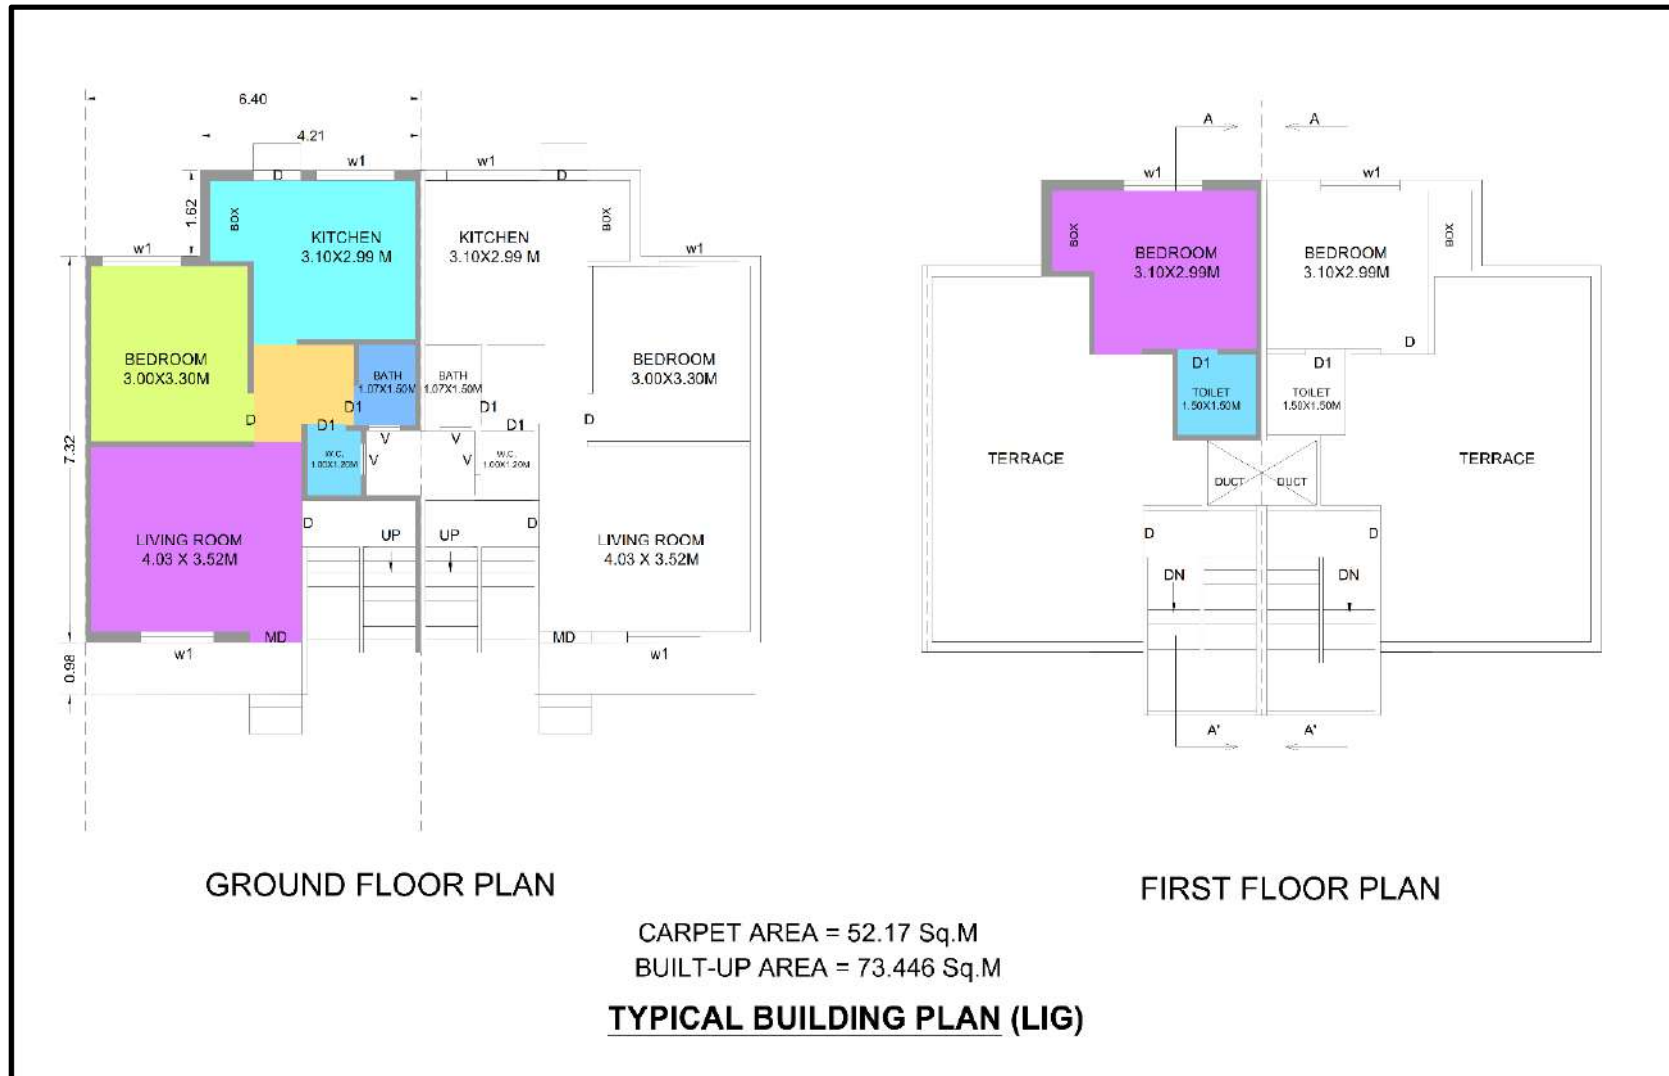 6.40
4.21
w1
w1
D
D
1.62
BOX
KITCHEN
3.10X2.99 M
KITCHEN
3.10X2.99 M
BOX
w1
w1
BEDROOM
3.00X3.30M
BATH
1.07X1.50M
BATH
1.07X1.50M
BEDROOM
3.00X3.30M
D
D1
D1
D
D1
D1
V
V
V
V
W.C.
1.00X1.20M
W.C.
1.00X1.20M
7.32
LIVING ROOM
4.03 X 3.52M
D
UP
UP
D
LIVING ROOM
4.03 X 3.52M
MD
MD
w1
w1
0.98
GROUND FLOOR PLAN
A
A
w1
w1
BOX
BEDROOM
3.10X2.99M
BEDROOM
3.10X2.99M
BOX
D
D1
D1
TOILET
1.50X1.50M
TOILET
1.50X1.50M
TERRACE
TERRACE
DUCT
DUCT
D
D
DN
DN
A'
A'
FIRST FLOOR PLAN
CARPET AREA = 52.17 Sq.M
BUILT-UP AREA = 73.446 Sq.M
TYPICAL BUILDING PLAN (LIG)